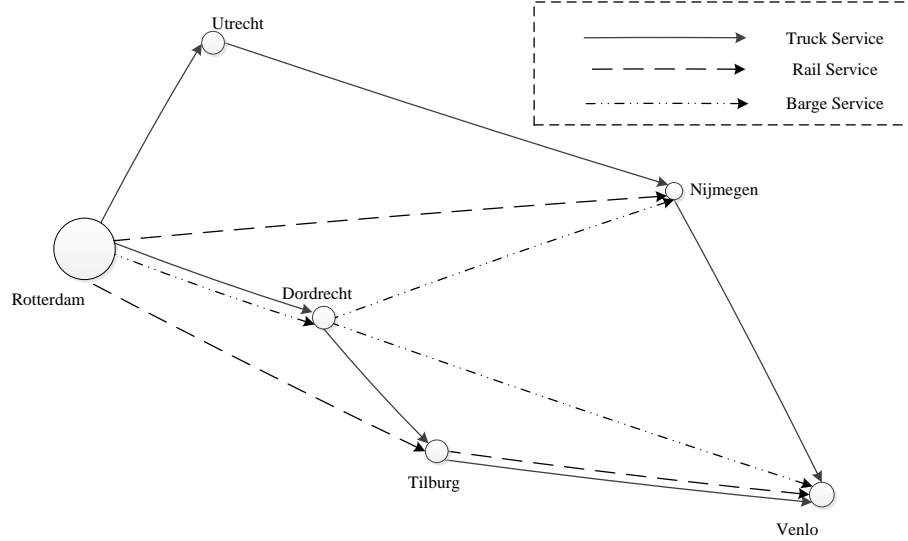 Utrecht
Truck Service
Rail Service
Barge Service
Nijmegen
Rotterdam
Dordrecht
Tilburg
Venlo